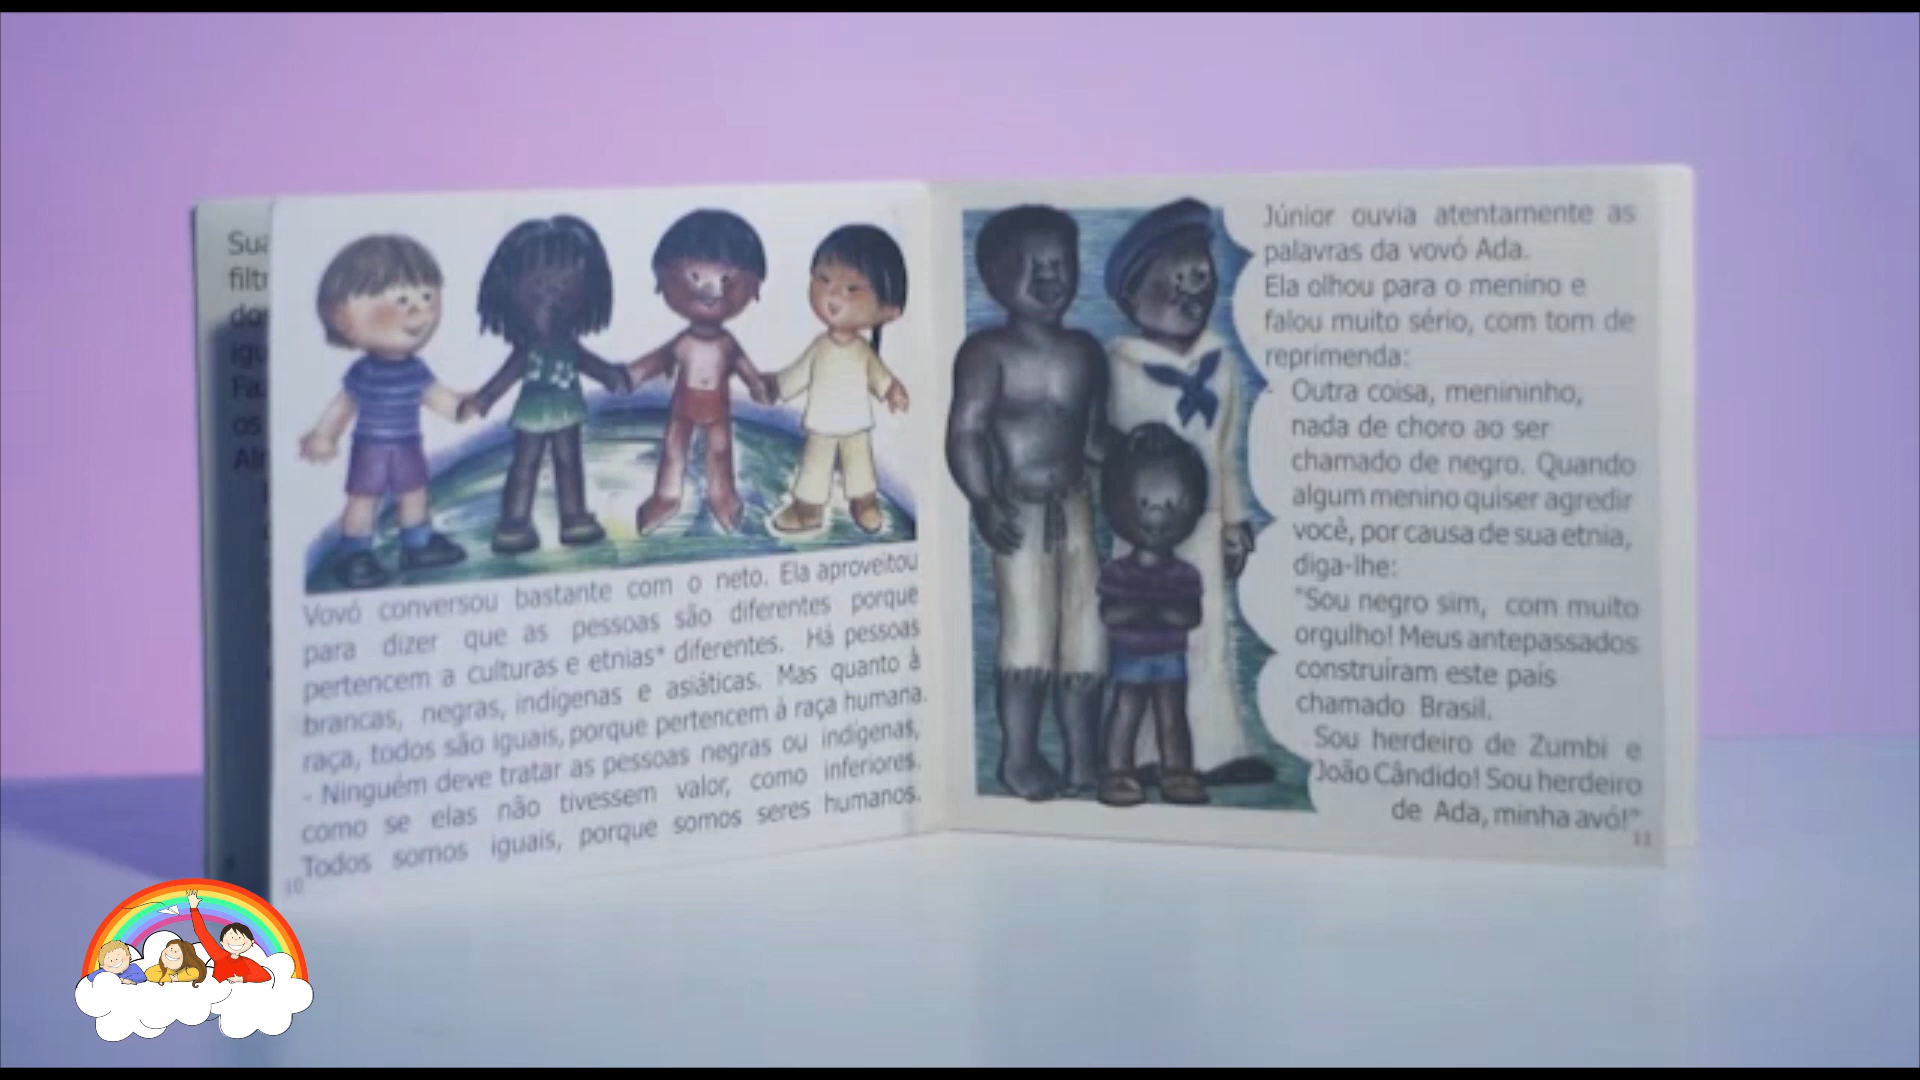 Sua
filt
dos
igu
Fa
os
Vovó conversou bastante com o neto. Ela aproveitou
para dizer que as pessoas são diferentes porque
pertencem a culturas e etnias* diferentes. Há pessoas
brancas, negras, indígenas e asiáticas. Mas quanto à
raça, todos são iguais, porque pertencem à raça humana.
- Ninguém deve tratar as pessoas negras ou indígenas,
como se elas não tivessem valor, como inferiores.
Todos somos iguais, porque somos seres humanos.
10
Júnior ouvia atentamente as
palavras da vovó Ada.
Ela olhou para o menino e
falou muito sério, com tom de
reprimenda:
- Outra coisa, menininho,
nada de choro ao ser
chamado de negro. Quando
algum menino quiser agredir
você, por causa de sua etnia,
diga-lhe:
"Sou negro sim, com muito
orgulho! Meus antepassados
construíram este país
chamado Brasil.
Sou herdeiro de Zumbi e
João Cândido! Sou herdeiro
de Ada, minha avó!"
11